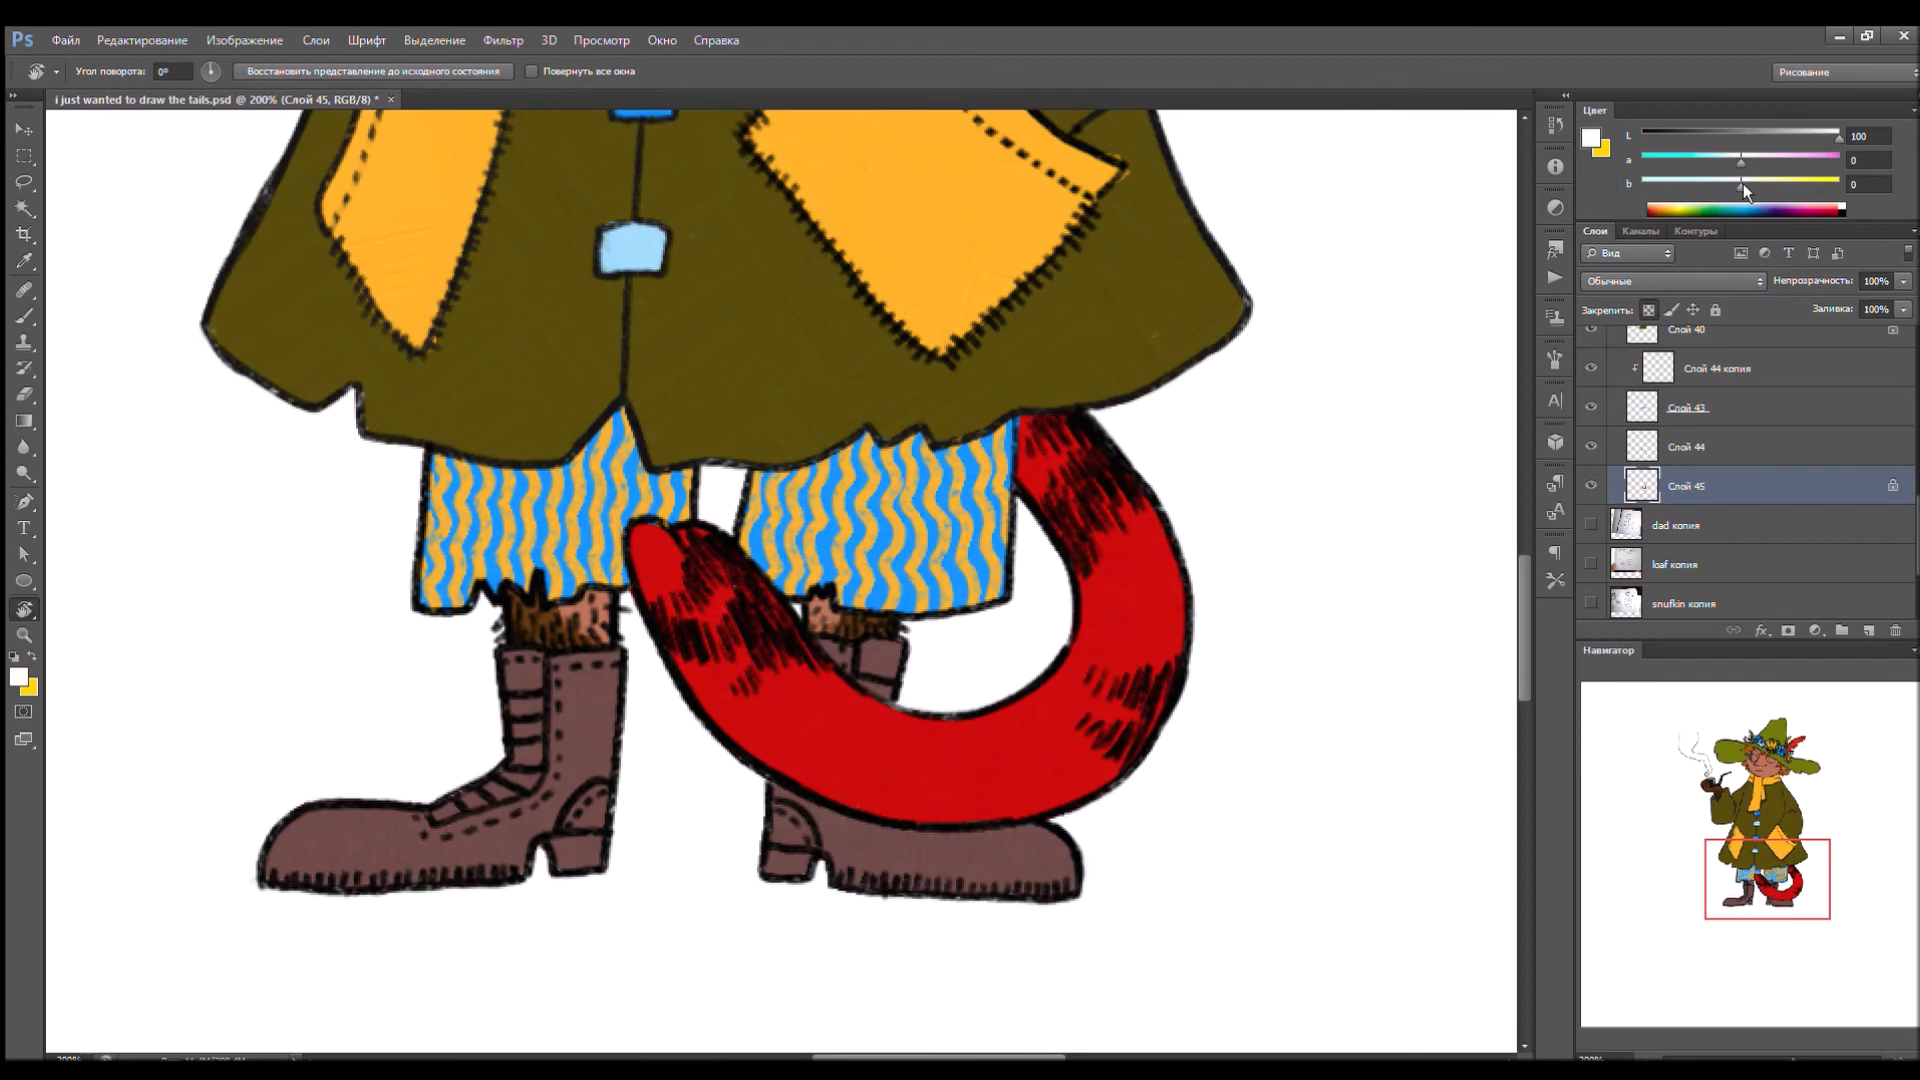 Ps Файл Редактирование Изображение Слои Шрифт Выделение Фильтр 3D Просмотр Окно Справка
Угол поворота: 0° Восстановить представление до исходного состояния Повернуть все окна Рисование
i just wanted to draw the tails.psd @ 200% (Слой 45, RGB/8) *
Цвет
L 100
a 0
b 0
Слои Каналы Контуры
Вид
Обычные Непрозрачность: 100%
Закрепить: Заливка: 100%
Слой 40
Слой 44 копия
Слой 43
Слой 44
Слой 45
dad копия
loaf копия
snufkin копия
Навигатор